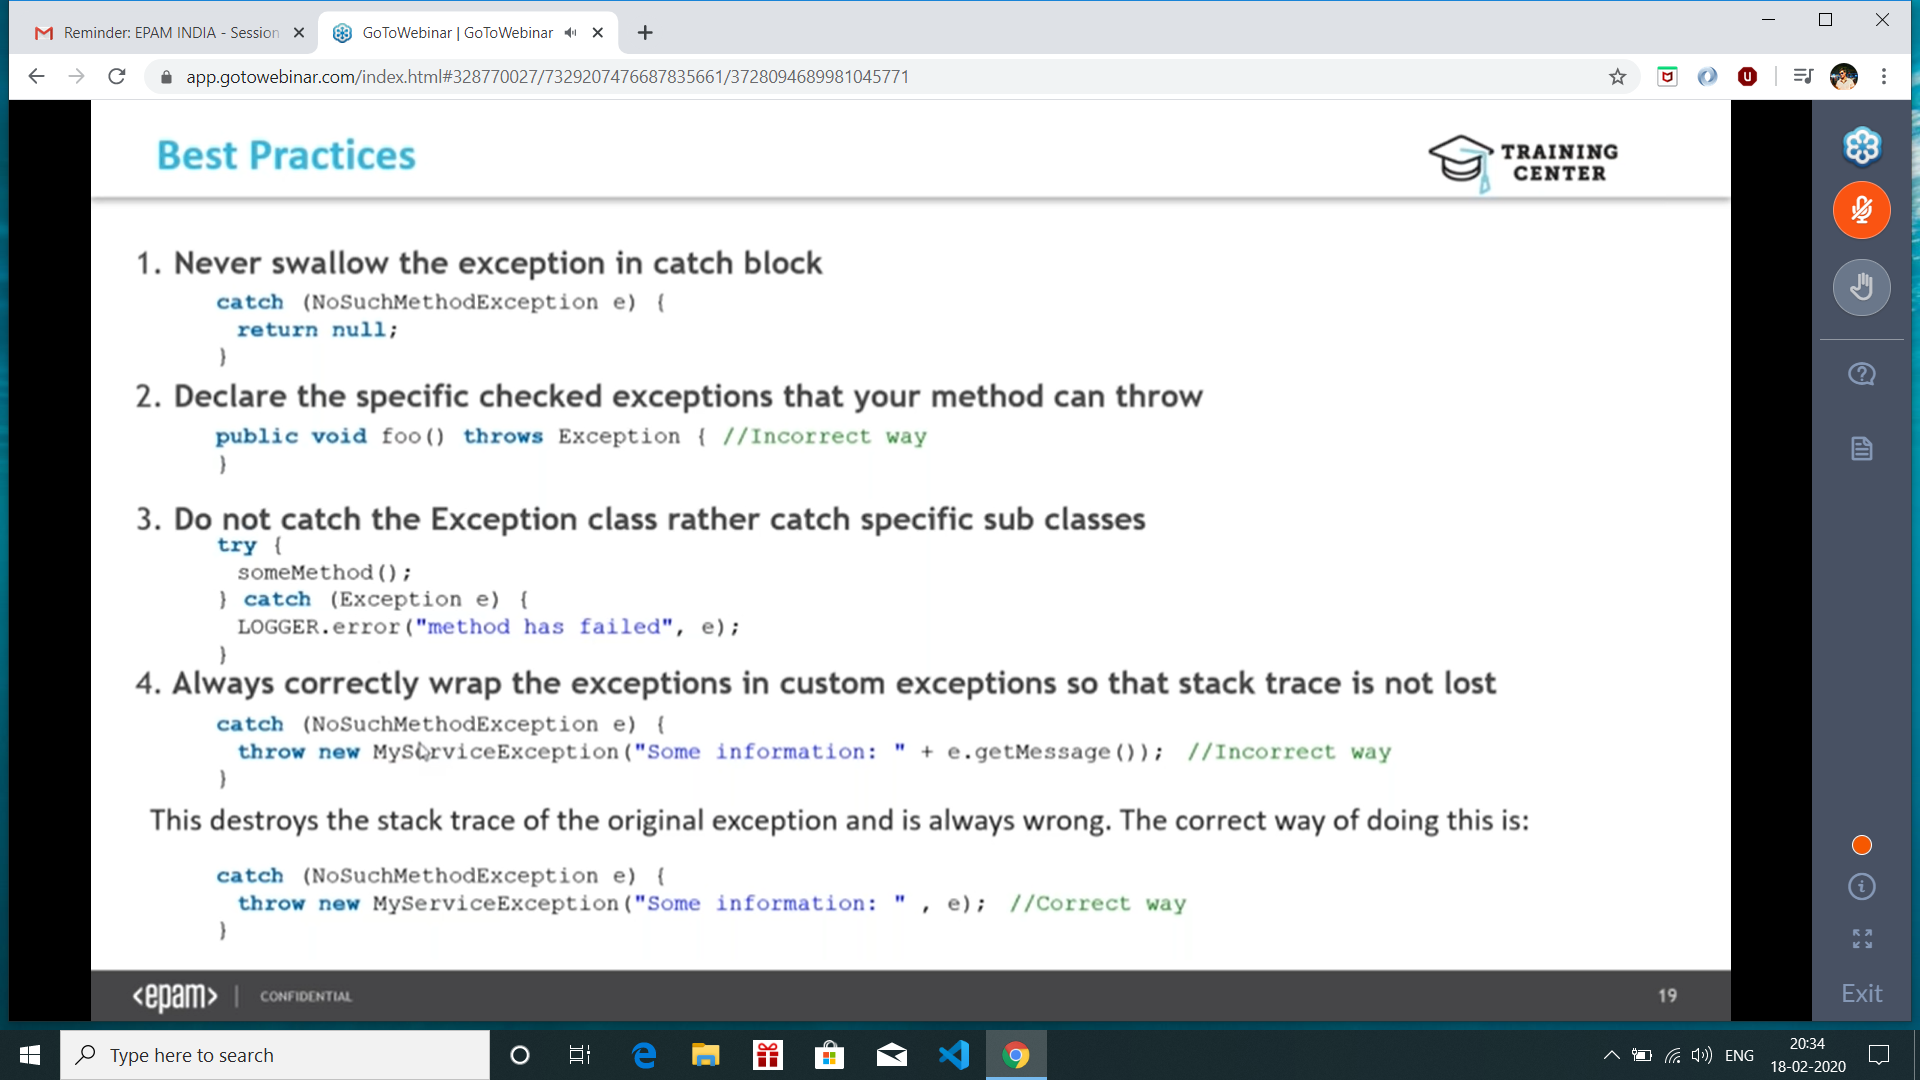 Reminder: EPAM INDIA - Session
GoToWebinar | GoToWebinar
app.gotowebinar.com/index.html#328770027/7329207476687835661/3728094689981045771
Best Practices
TRAINING
CENTER
1. Never swallow the exception in catch block
catch (NoSuchMethodException e) {
return null;
}
2. Declare the specific checked exceptions that your method can throw
public void foo() throws Exception { //Incorrect way
}
3. Do not catch the Exception class rather catch specific sub classes
try {
someMethod();
} catch (Exception e) {
LOGGER.error("method has failed", e);
}
4. Always correctly wrap the exceptions in custom exceptions so that stack trace is not lost
catch (NoSuchMethodException e) {
throw new MyServiceException("Some information: " + e.getMessage()); //Incorrect way
}
This destroys the stack trace of the original exception and is always wrong. The correct way of doing this is:
catch (NoSuchMethodException e) {
throw new MyServiceException("Some information: " , e); //Correct way
}
<epam> | CONFIDENTIAL
19
Exit
Type here to search
ENG
20:34
18-02-2020